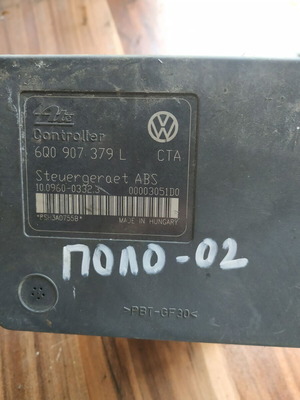 Ate
Controller
6Q0 907 379 L CTA
Steuergeraet ABS
10.0960-0332.3 00003051D0
MADE IN HUNGARY
ПОЛО-02
>PBT-GF30<